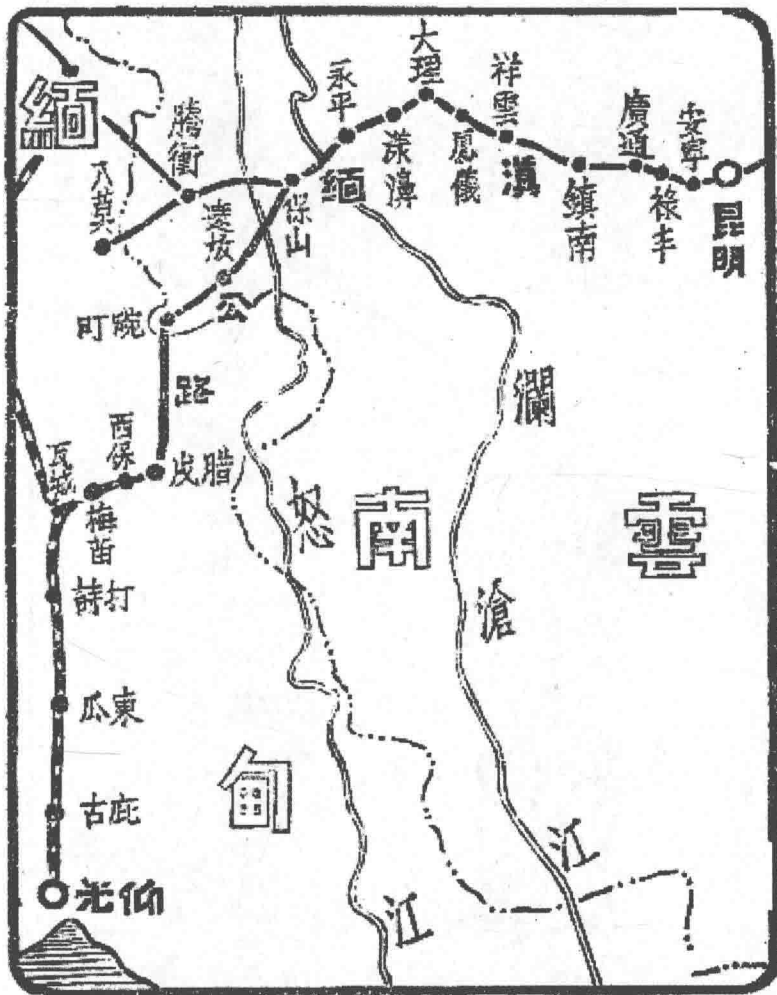 昆明
安寧
祿丰
廣通
鎮南
祥雲
鳳儀
大理
漾濞
永平
保山
騰衝
八莫
遮放
畹町
腊戌
西保
梅苗
瓦城
打詩
東瓜
庇古
仰光
滇緬公路
雲南
緬甸
瀾滄江
怒江